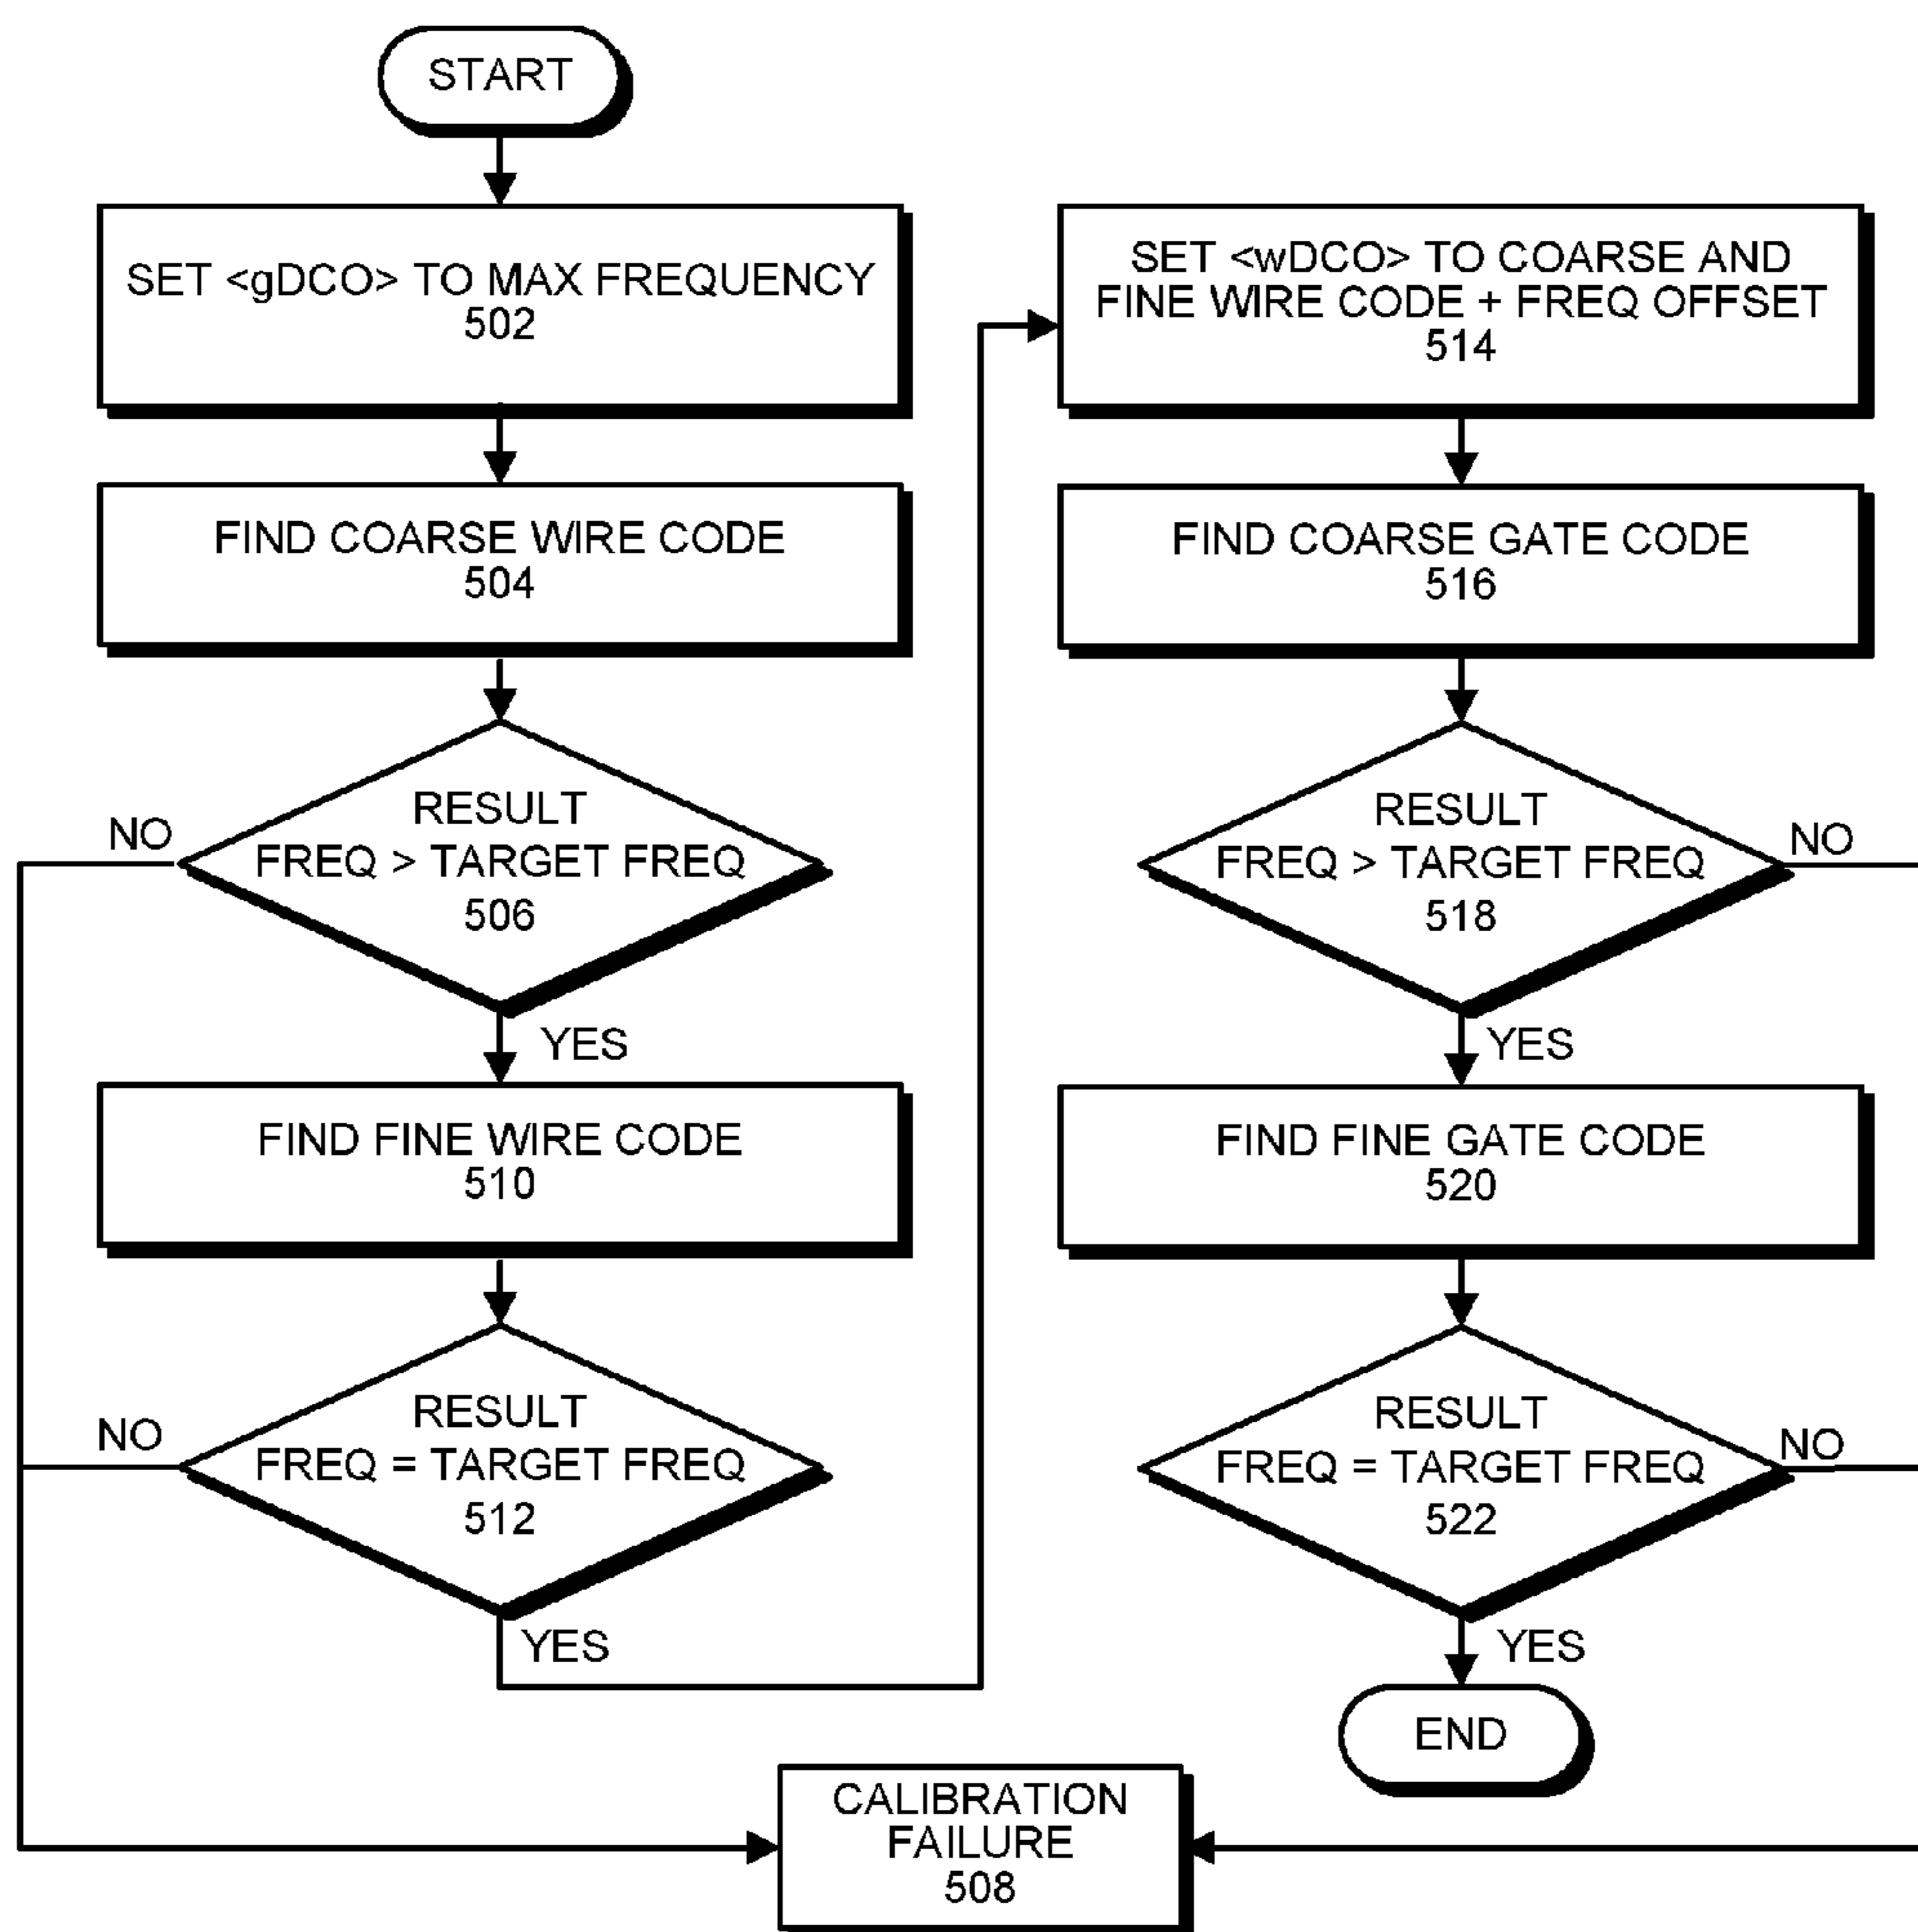 START
SET <gDCO> TO MAX FREQUENCY
502
FIND COARSE WIRE CODE
504
RESULT
FREQ > TARGET FREQ
506
NO
YES
FIND FINE WIRE CODE
510
RESULT
FREQ = TARGET FREQ
512
NO
YES
SET <wDCO> TO COARSE AND
FINE WIRE CODE + FREQ OFFSET
514
FIND COARSE GATE CODE
516
RESULT
FREQ > TARGET FREQ
518
NO
YES
FIND FINE GATE CODE
520
RESULT
FREQ = TARGET FREQ
522
NO
YES
END
CALIBRATION
FAILURE
508